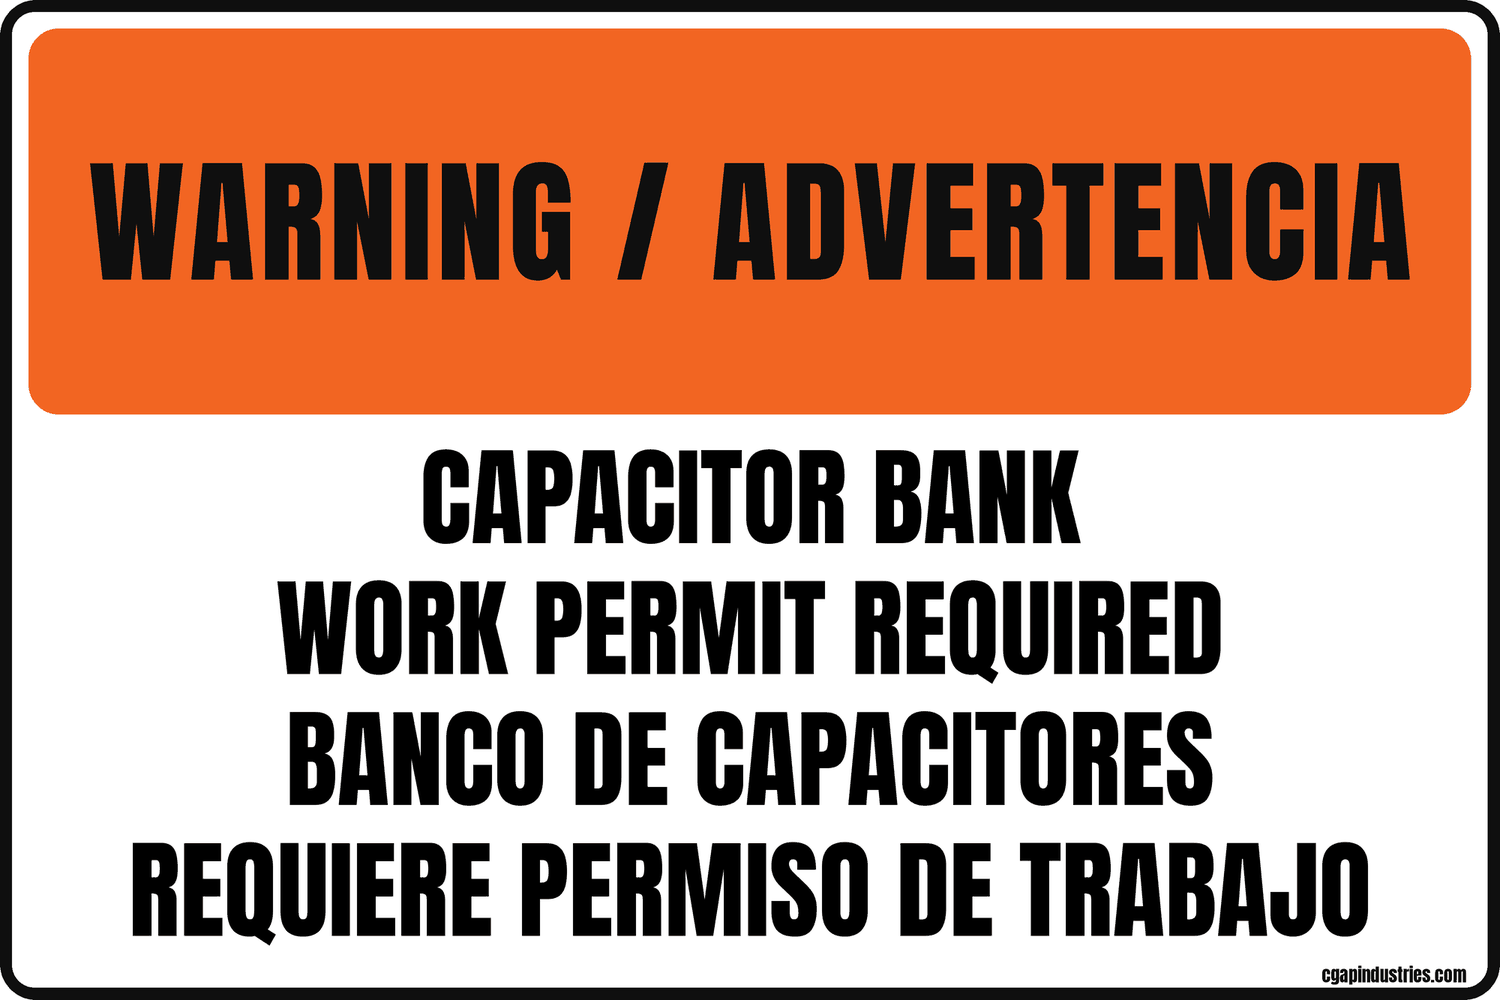 WARNING / ADVERTENCIA
CAPACITOR BANK
WORK PERMIT REQUIRED
BANCO DE CAPACITORES
REQUIERE PERMISO DE TRABAJO
cgapindustries.com